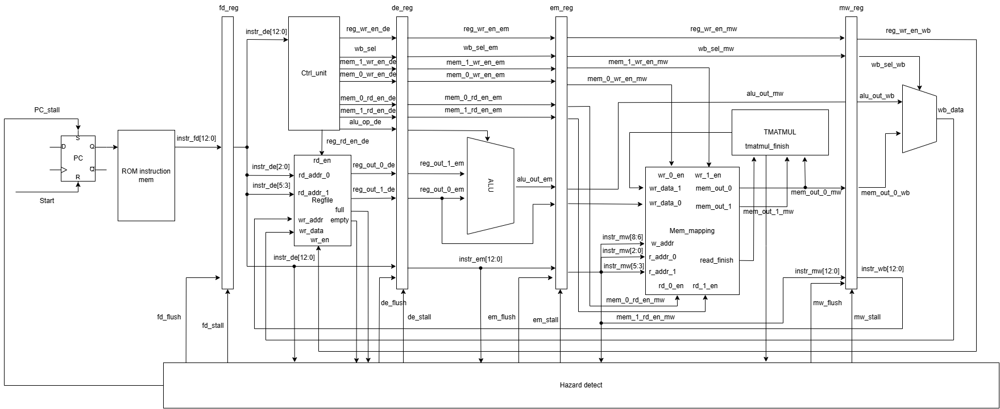 fd_reg
de_reg
em_reg
mw_reg
instr_de[12:0]
reg_wr_en_de
reg_wr_en_em
reg_wr_en_mw
reg_wr_en_wb
wb_sel
wb_sel_em
wb_sel_mw
wb_sel_wb
mem_1_wr_en_de
mem_1_wr_en_em
mem_1_wr_en_mw
Ctrl_unit
mem_0_wr_en_de
mem_0_wr_en_em
mem_0_wr_en_mw
mem_0_rd_en_de
mem_0_rd_en_em
alu_out_mw
alu_out_wb
mem_1_rd_en_de
mem_1_rd_en_em
wb_data
PC_stall
alu_op_de
TMATMUL
tmatmul_finish
S
D
Q
PC
Q
R
instr_fd[12:0]
reg_rd_en_de
ROM instruction
mem
Start
rd_en
instr_de[2:0]
rd_addr_0
reg_out_0_de
reg_out_1_em
instr_de[5:3]
rd_addr_1
Regfile
reg_out_1_de
reg_out_0_em
ALU
alu_out_em
full
wr_addr
empty
wr_data
wr_en
wr_0_en
wr_1_en
wr_data_1
mem_out_0
mem_out_0_mw
mem_out_0_wb
wr_data_0
mem_out_1
mem_out_1_mw
Mem_mapping
instr_mw[8:6]
w_addr
instr_mw[2:0]
r_addr_0
read_finish
instr_mw[5:3]
r_addr_1
rd_0_en
rd_1_en
instr_de[12:0]
instr_em[12:0]
instr_mw[12:0]
instr_wb[12:0]
mem_0_rd_en_mw
mem_1_rd_en_mw
fd_flush
fd_stall
de_flush
de_stall
em_flush
em_stall
mw_flush
mw_stall
Hazard detect